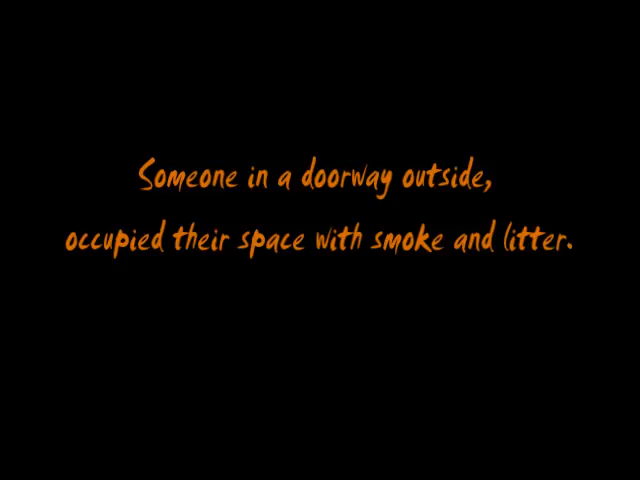 Someone in a doorway outside,
occupied their space with smoke and litter.